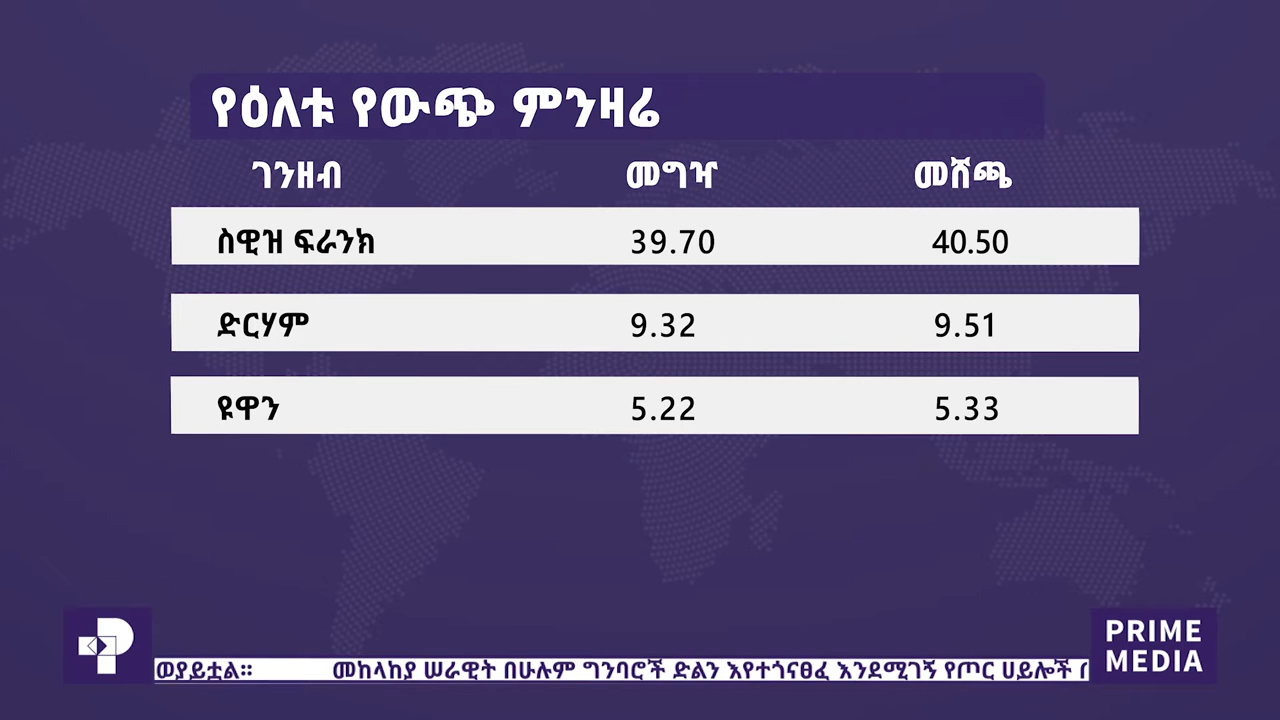 የዕለቱ የውጭ ምንዛሬ
ገንዘብ መግዣ መሸጫ
ስዊዝ ፍራንክ 39.70 40.50
ድርሃም 9.32 9.51
ዩዋን 5.22 5.33
PRIME
MEDIA
ወያይቷል። መከላከያ ሠራዊት በሁሉም ግንባሮች ድልን እየተጎናፀፈ እንደሚገኝ የጦር ሀይሎች